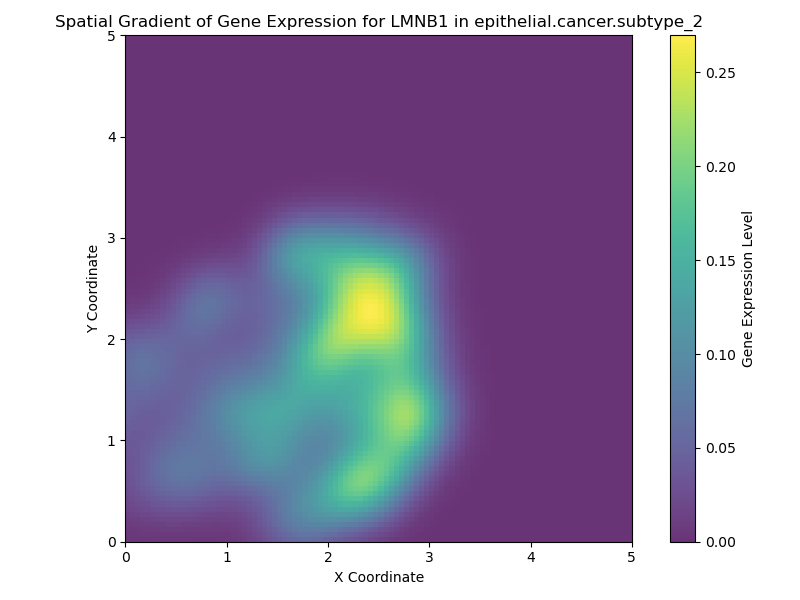 Spatial Gradient of Gene Expression for LMNB1 in epithelial.cancer.subtype_2
5
4
3
2
1
0
0 1 2 3 4 5
X Coordinate
Y Coordinate
0.25
0.20
0.15
0.10
0.05
0.00
Gene Expression Level